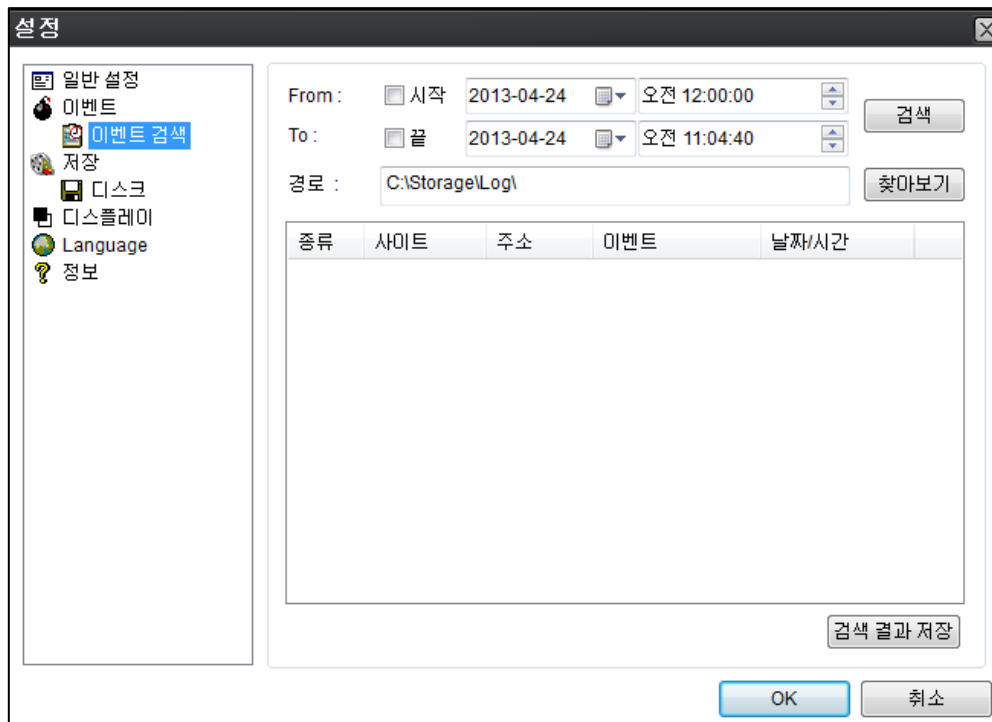 설정
일반 설정
이벤트
이벤트 검색
저장
디스크
디스플레이
Language
정보
From : 시작 2013-04-24 오전 12:00:00 검색
To : 끝 2013-04-24 오전 11:04:40
경로 : C:\Storage\Log\ 찾아보기
종류 사이트 주소 이벤트 날짜/시간
검색 결과 저장
OK 취소